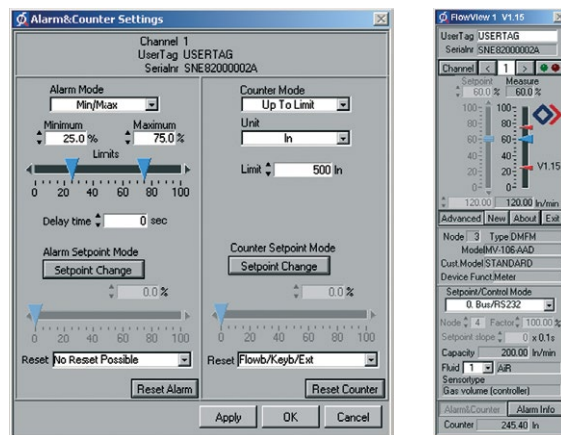 Alarm&Counter Settings
Channel 1
UserTag USERTAG
Serialnr SNE82000002A
Alarm Mode
Min/Max
Minimum Maximum
25.0 % 75.0 %
Limits
0 20 40 60 80 100
Delay time 0 sec
Alarm Setpoint Mode
Setpoint Change
0.0 %
0 20 40 60 80 100
Reset No Reset Possible
Reset Alarm
Counter Mode
Up To Limit
Unit
ln
Limit 500 ln
Counter Setpoint Mode
Setpoint Change
0.0 %
0 20 40 60 80 100
Reset Flowb/Keyb/Ext
Reset Counter
Apply OK Cancel
FlowView 1 V1.15
UserTag USERTAG
Serialnr SNE82000002A
Channel < 1 >
Setpoint Measure
60.0 % 60.0 %
100 100
80 80
60 60
40 40
20 20
0 0
V1.15
120.00 120.00 ln/min
Advanced New About Exit
Node 3 Type DMFM
Model MV-106-AAD
Cust.Model STANDARD
Device Funct. Meter
Setpoint/Control Mode
0. Bus/RS232
Node 4 Factor 100.00 %
Setpoint slope 0 x 0.1s
Capacity 200.00 ln/min
Fluid 1 AIR
Sensortype
Gas volume (controller)
Alarm&Counter Alarm Info
Counter 245.40 ln